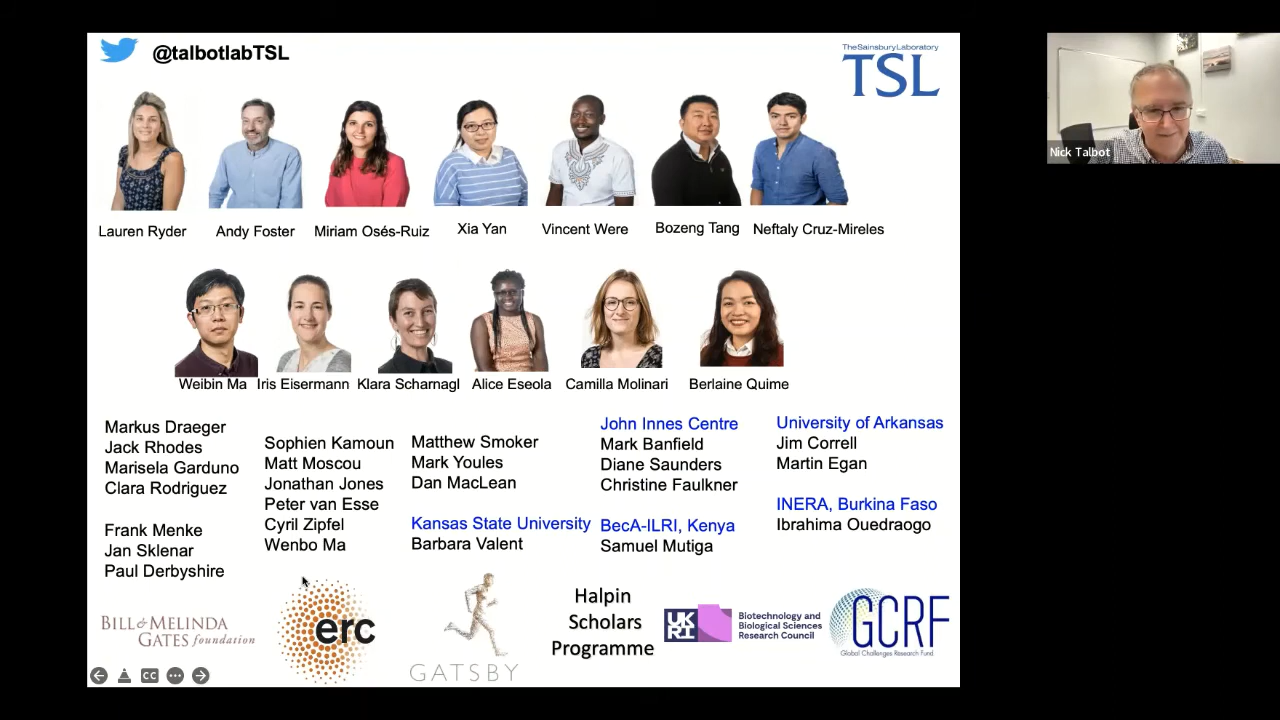 @talbotlabTSL
TheSainsburyLaboratory
TSL
Nick Talbot
Lauren Ryder
Andy Foster
Miriam Osés-Ruiz
Xia Yan
Vincent Were
Bozeng Tang
Neftaly Cruz-Mireles
Weibin Ma
Iris Eisermann
Klara Scharnagl
Alice Eseola
Camilla Molinari
Berlaine Quime
Markus Draeger
Jack Rhodes
Marisela Garduno
Clara Rodriguez
Frank Menke
Jan Sklenar
Paul Derbyshire
Sophien Kamoun
Matt Moscou
Jonathan Jones
Peter van Esse
Cyril Zipfel
Wenbo Ma
Matthew Smoker
Mark Youles
Dan MacLean
Kansas State University
Barbara Valent
John Innes Centre
Mark Banfield
Diane Saunders
Christine Faulkner
BecA-ILRI, Kenya
Samuel Mutiga
University of Arkansas
Jim Correll
Martin Egan
INERA, Burkina Faso
Ibrahima Ouedraogo
BILL & MELINDA
GATES foundation
erc
GATSBY
Halpin
Scholars
Programme
UK
RI
Biotechnology and
Biological Sciences
Research Council
GCRF
Global Challenges Research Fund
CC